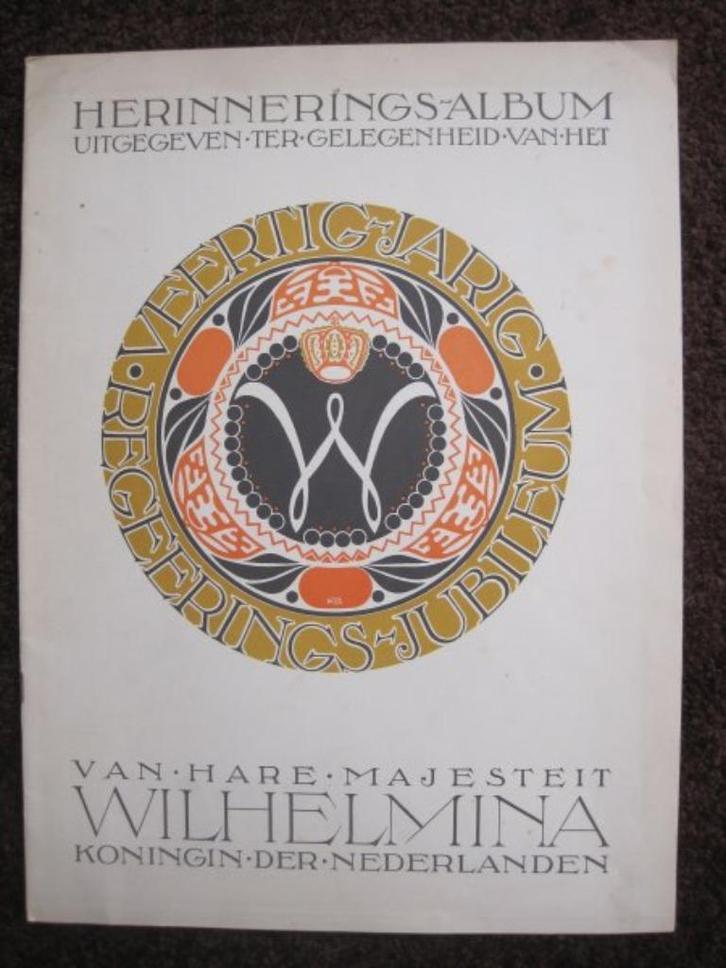 HERINNERINGS-ALBUM
UITGEGEVEN·TER·GELEGENHEID·VAN·HET
·VEERTIG-JARIG·
REGEERINGS-JUBILEUM
W
VAN·HARE·MAJESTEIT
WILHELMINA
KONINGIN·DER·NEDERLANDEN